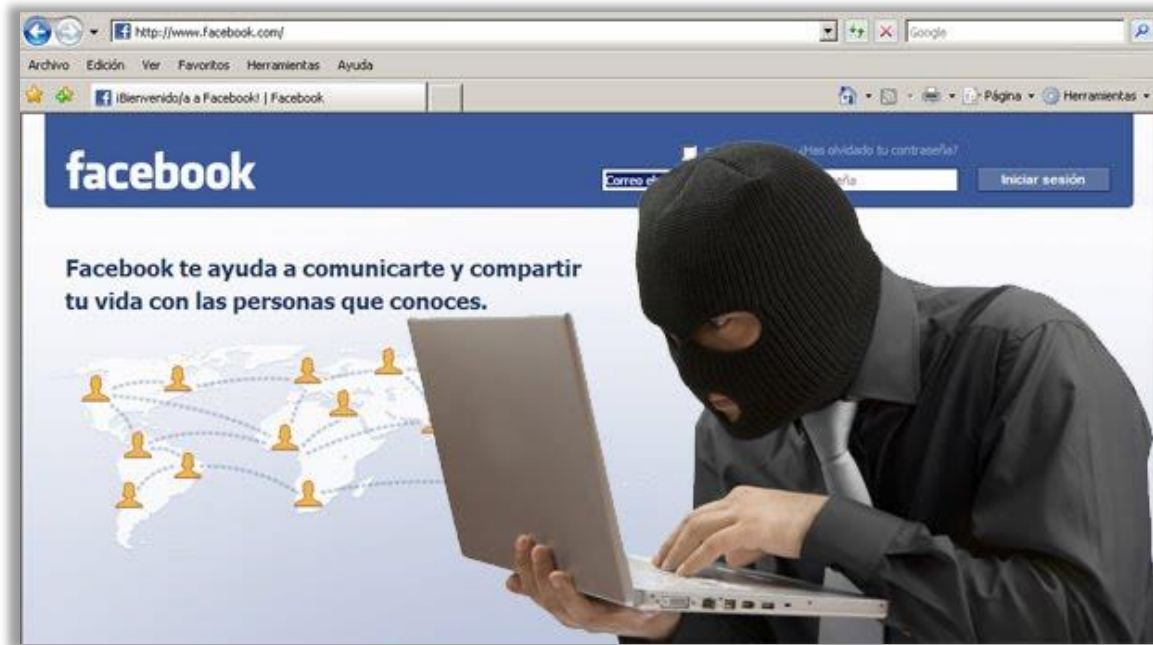 http://www.facebook.com/
Google
Archivo Edición Ver Favoritos Herramientas Ayuda
¡Bienvenido/a a Facebook! | Facebook
Página Herramientas
¿Has olvidado tu contraseña?
facebook
Correo
Iniciar sesión
Facebook te ayuda a comunicarte y compartir
tu vida con las personas que conoces.